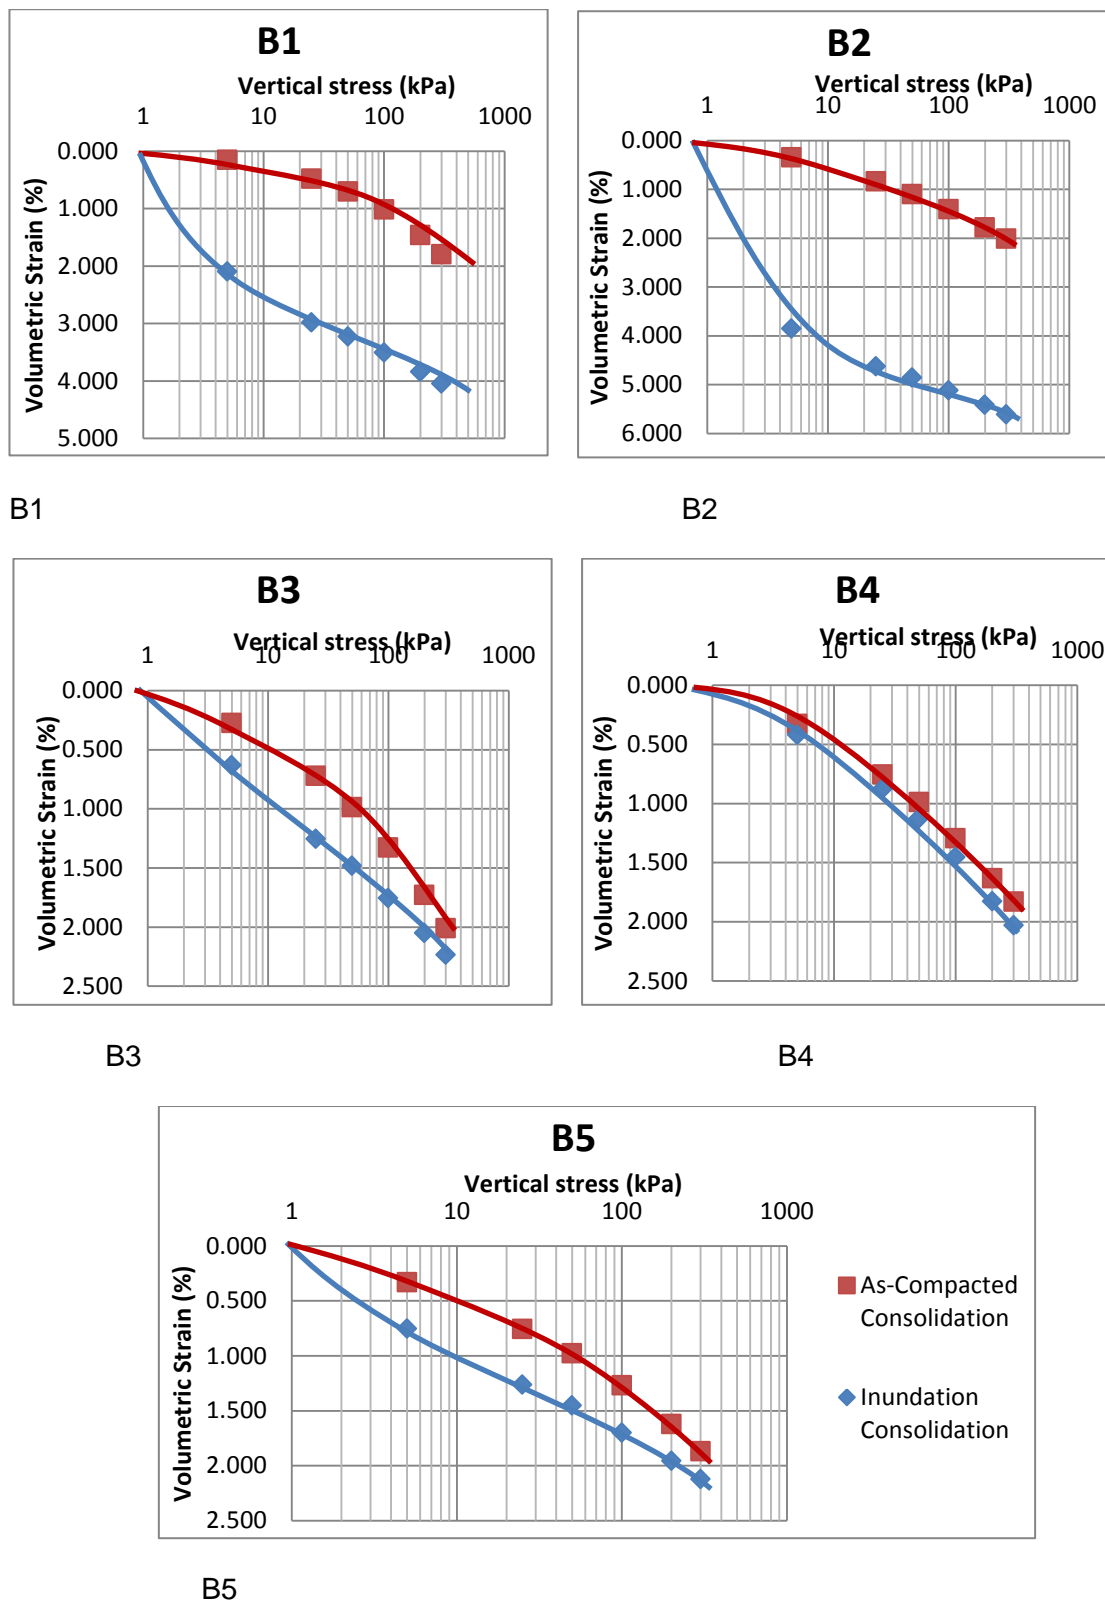 B1
Vertical stress (kPa)
1 10 100 1000
0.000
1.000
2.000
3.000
4.000
5.000
Volumetric Strain (%)
B2
Vertical stress (kPa)
1 10 100 1000
0.000
1.000
2.000
3.000
4.000
5.000
6.000
Volumetric Strain (%)
B1
B2
B3
Vertical stress (kPa)
1 10 100 1000
0.000
0.500
1.000
1.500
2.000
2.500
Volumetric Strain (%)
B4
Vertical stress (kPa)
1 10 100 1000
0.000
0.500
1.000
1.500
2.000
2.500
Volumetric Strain (%)
B3
B4
B5
Vertical stress (kPa)
1 10 100 1000
0.000
0.500
1.000
1.500
2.000
2.500
Volumetric Strain (%)
As-Compacted
Consolidation
Inundation
Consolidation
B5